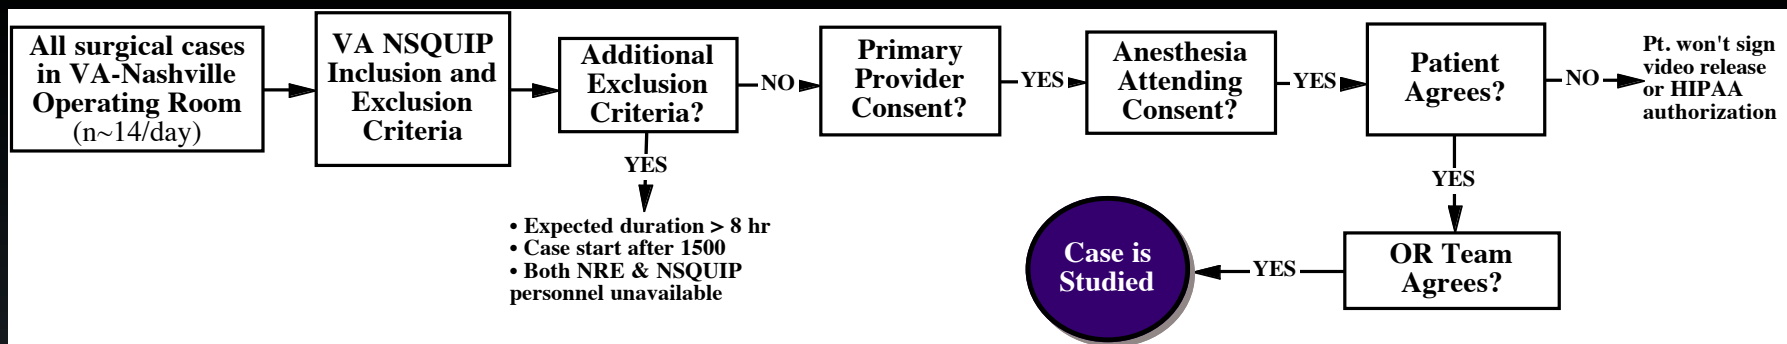 All surgical cases
in VA-Nashville
Operating Room
(n~14/day)
VA NSQUIP
Inclusion and
Exclusion
Criteria
Additional
Exclusion
Criteria?
NO
YES
• Expected duration > 8 hr
• Case start after 1500
• Both NRE & NSQUIP
personnel unavailable
Primary
Provider
Consent?
YES
Anesthesia
Attending
Consent?
YES
Patient
Agrees?
NO
Pt. won't sign
video release
or HIPAA
authorization
YES
OR Team
Agrees?
YES
Case is
Studied